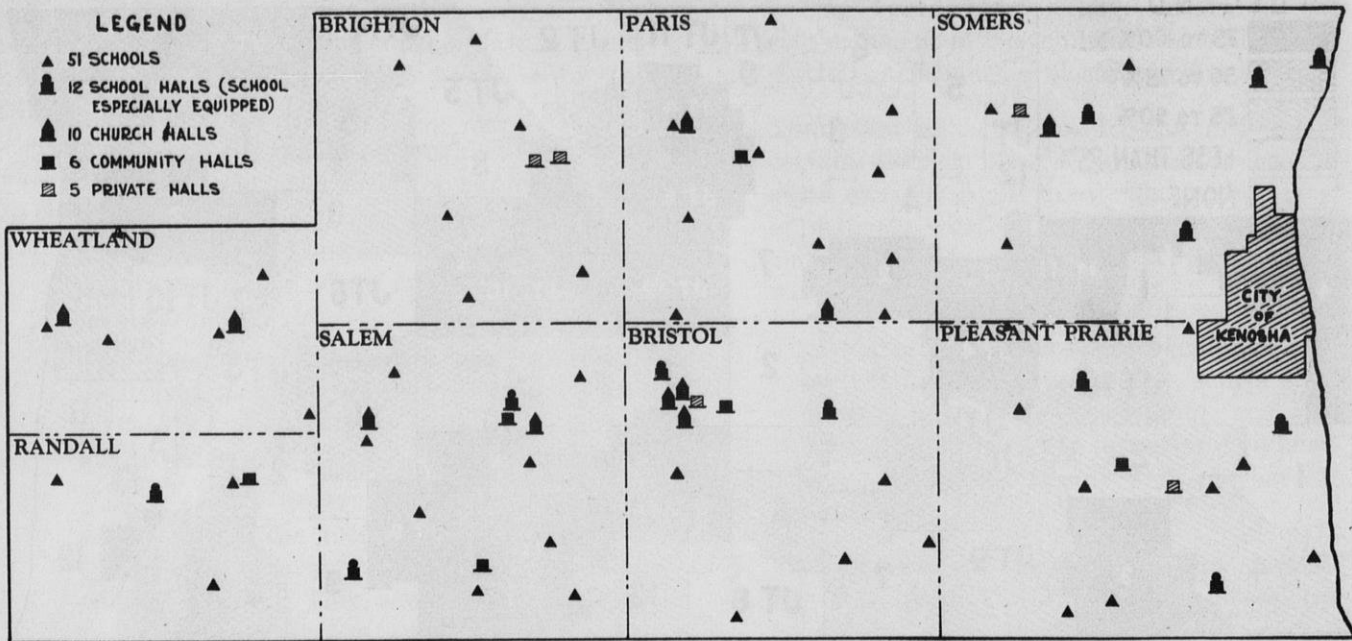 LEGEND
51 SCHOOLS
12 SCHOOL HALLS (SCHOOL
ESPECIALLY EQUIPPED)
10 CHURCH HALLS
6 COMMUNITY HALLS
5 PRIVATE HALLS
BRIGHTON
PARIS
SOMERS
WHEATLAND
CITY
OF
KENOSHA
SALEM
BRISTOL
PLEASANT PRAIRIE
RANDALL